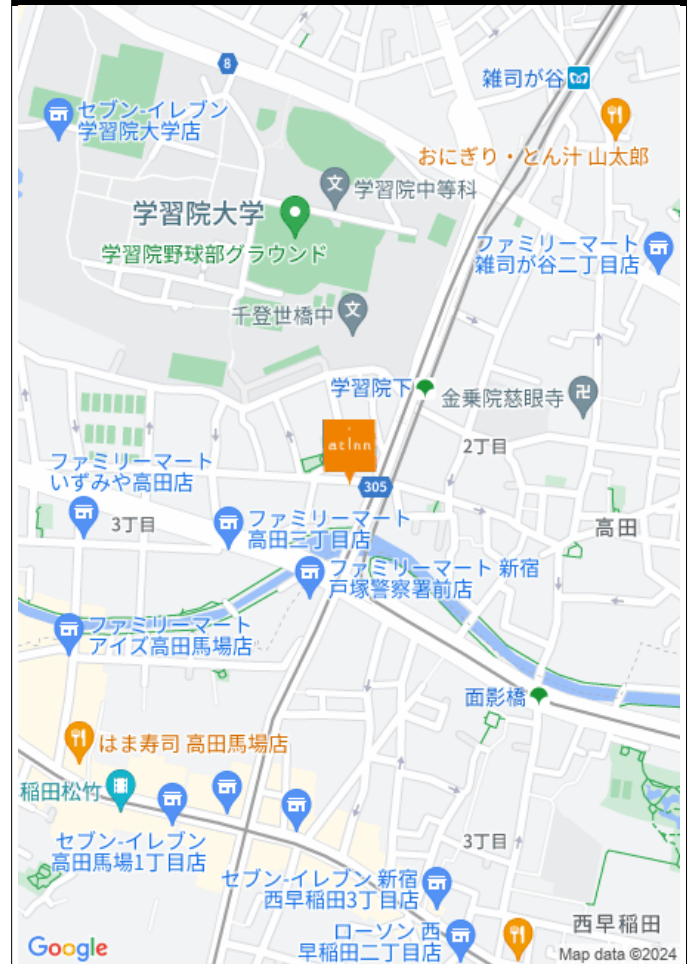 8
雑司が谷
セブン-イレブン
学習院大学店
おにぎり・とん汁 山太郎
学習院中等科
学習院大学
学習院野球部グラウンド
ファミリーマート
雑司が谷二丁目店
千登世橋中
学習院下
金乗院慈眼寺
atInn
2丁目
ファミリーマート
いずみや高田店
305
3丁目
ファミリーマート
高田三丁目店
高田
ファミリーマート 新宿
戸塚警察署前店
ファミリーマート
アイズ高田馬場店
面影橋
はま寿司 高田馬場店
稲田松竹
セブン-イレブン
高田馬場1丁目店
3丁目
セブン-イレブン 新宿
西早稲田3丁目店
西早稲田
ローソン 西
早稲田二丁目店
Google
Map data ©2024